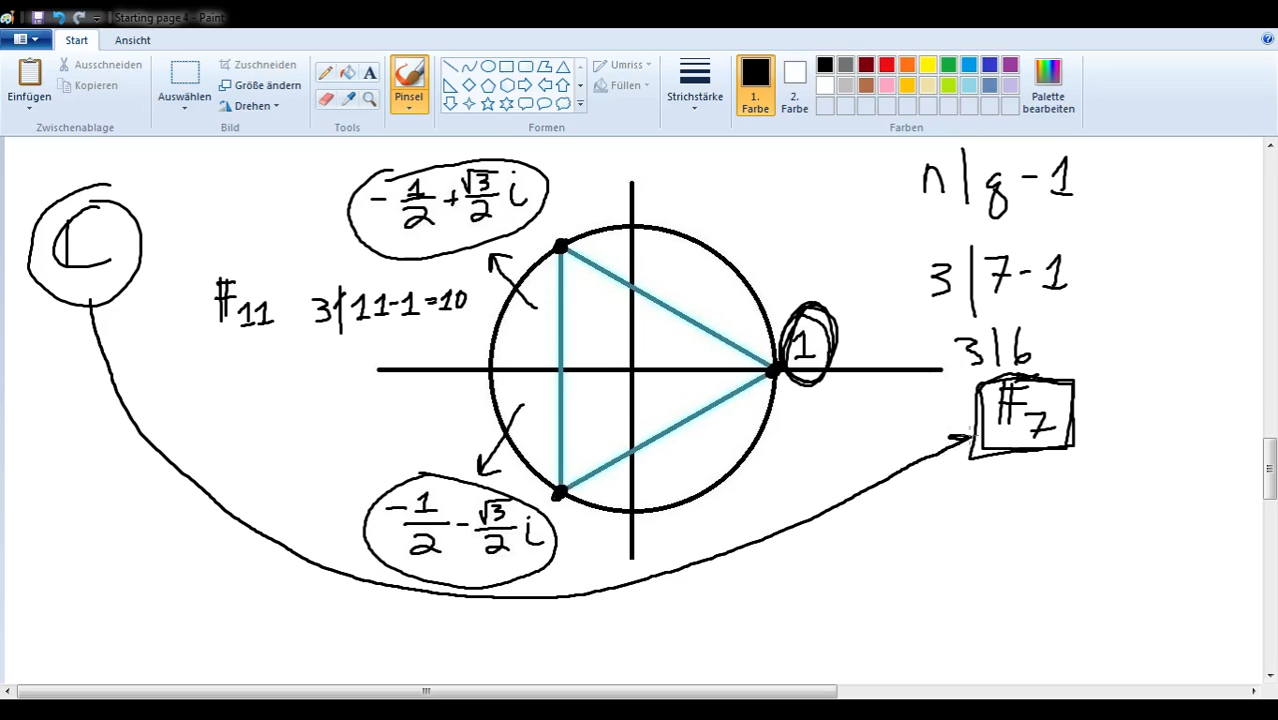 Starting page 4 - Paint
Start Ansicht
Einfügen
Ausschneiden
Kopieren
Zwischenablage
Auswählen
Zuschneiden
Größe ändern
Drehen
Bild
A
Tools
Pinsel
Umriss
Füllen
Formen
Strichstärke
1. Farbe
2. Farbe
Palette bearbeiten
Farben
ℂ
𝔽₁₁ 3∤11-1=10
-1/2+√3/2 i
1
-1/2-√3/2 i
n|q-1
3|7-1
3|6
𝔽₇